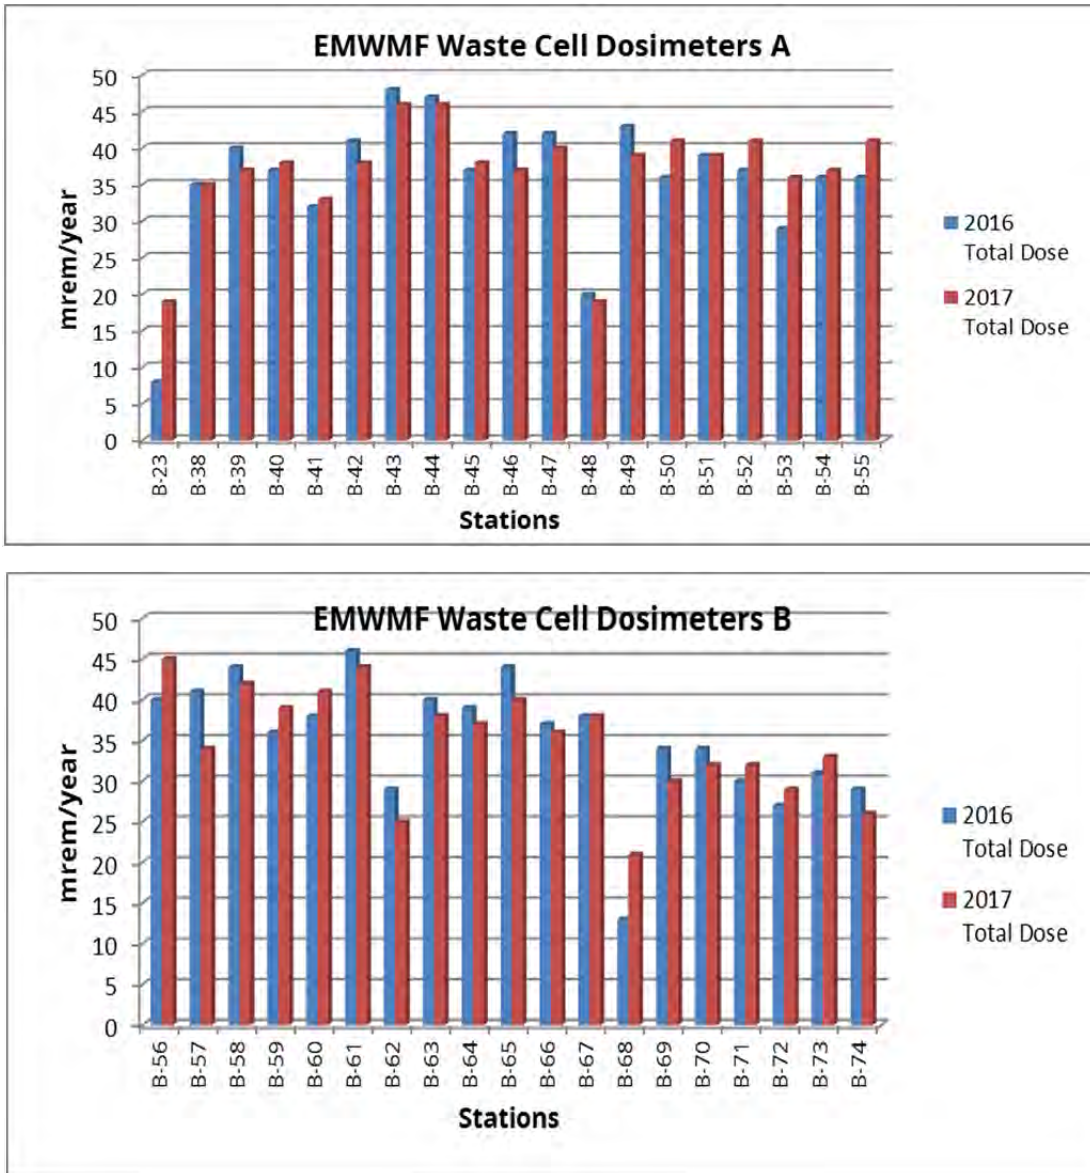 EMWMF Waste Cell Dosimeters A
50
45
40
35
30
25
20
15
10
5
0
mrem/year
B-23
B-38
B-39
B-40
B-41
B-42
B-43
B-44
B-45
B-46
B-47
B-48
B-49
B-50
B-51
B-52
B-53
B-54
B-55
Stations
2016
Total Dose
2017
Total Dose
EMWMF Waste Cell Dosimeters B
50
45
40
35
30
25
20
15
10
5
0
mrem/year
B-56
B-57
B-58
B-59
B-60
B-61
B-62
B-63
B-64
B-65
B-66
B-67
B-68
B-69
B-70
B-71
B-72
B-73
B-74
Stations
2016
Total Dose
2017
Total Dose